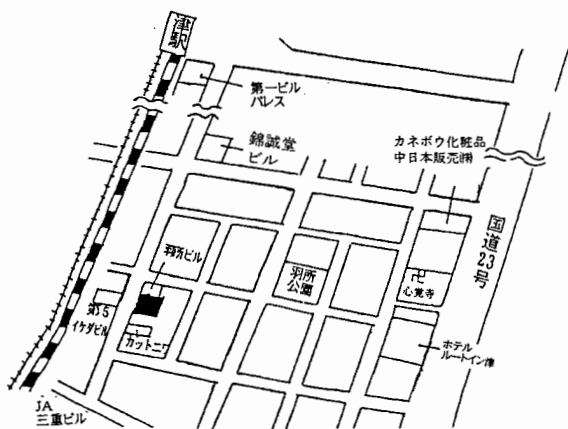 津駅
第一ビル
パレス
錦誠堂
ビル
カネボウ化粧品
中日本販売㈱
国道23号
羽所ビル
羽所
公園
卍
心覚寺
第35
イケダビル
カットニワ
ホテル
ルートイン津
JA
三重ビル